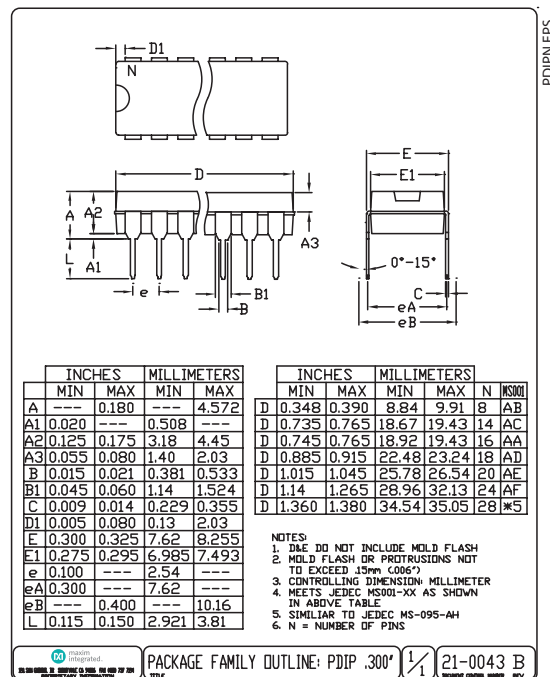 PDIPN.EPS
D1
N
D
E
E1
A
A2
A3
L
A1
0°-15°
e
B1
B
C
eA
eB
INCHES MILLIMETERS
MIN MAX MIN MAX
A --- 0.180 --- 4.572
A1 0.020 --- 0.508 ---
A2 0.125 0.175 3.18 4.45
A3 0.055 0.080 1.40 2.03
B 0.015 0.021 0.381 0.533
B1 0.045 0.060 1.14 1.524
C 0.009 0.014 0.229 0.355
D1 0.005 0.080 0.13 2.03
E 0.300 0.325 7.62 8.255
E1 0.275 0.295 6.985 7.493
e 0.100 --- 2.54 ---
eA 0.300 --- 7.62 ---
eB --- 0.400 --- 10.16
L 0.115 0.150 2.921 3.81
INCHES MILLIMETERS
MIN MAX MIN MAX N MS001
D 0.348 0.390 8.84 9.91 8 AB
D 0.735 0.765 18.67 19.43 14 AC
D 0.745 0.765 18.92 19.43 16 AA
D 0.885 0.915 22.48 23.24 18 AD
D 1.015 1.045 25.78 26.54 20 AE
D 1.14 1.265 28.96 32.13 24 AF
D 1.360 1.380 34.54 35.05 28 *5
NOTES:
1. D&E DO NOT INCLUDE MOLD FLASH
2. MOLD FLASH OR PROTRUSIONS NOT
TO EXCEED .15mm (.006")
3. CONTROLLING DIMENSION: MILLIMETER
4. MEETS JEDEC MS001-XX AS SHOWN
IN ABOVE TABLE
5. SIMILIAR TO JEDEC MS-095-AH
6. N = NUMBER OF PINS
maxim
integrated.
PROPRIETARY INFORMATION
PACKAGE FAMILY OUTLINE: PDIP .300"
TITLE
1/1
21-0043 B
DOCUMENT CONTROL NUMBER REV